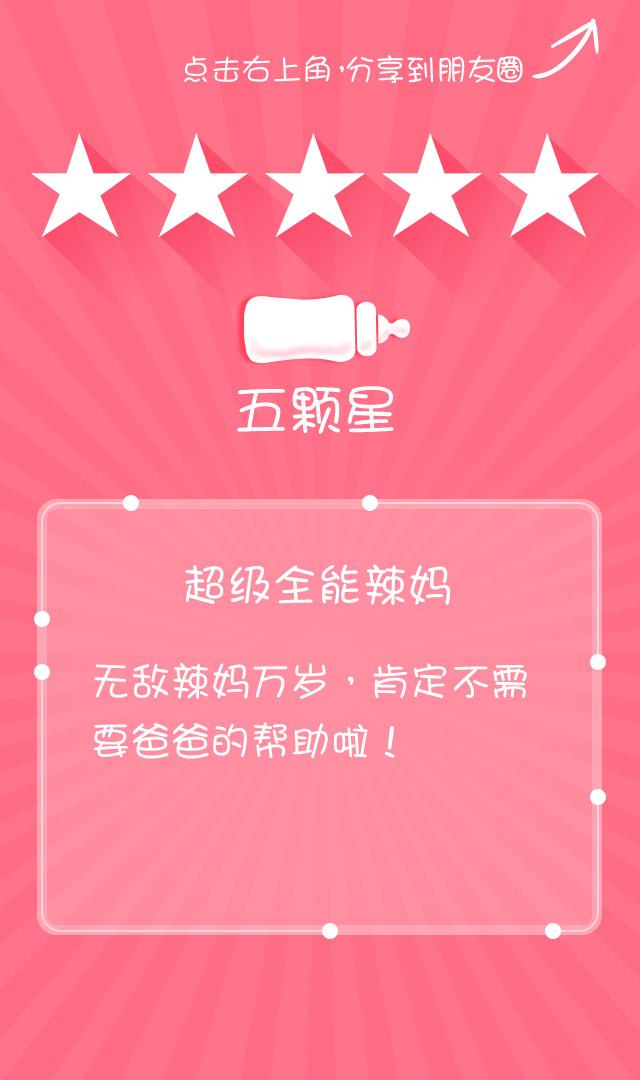 点击右上角,分享到朋友圈
五颗星
超级全能辣妈
无敌辣妈万岁，肯定不需
要爸爸的帮助啦！